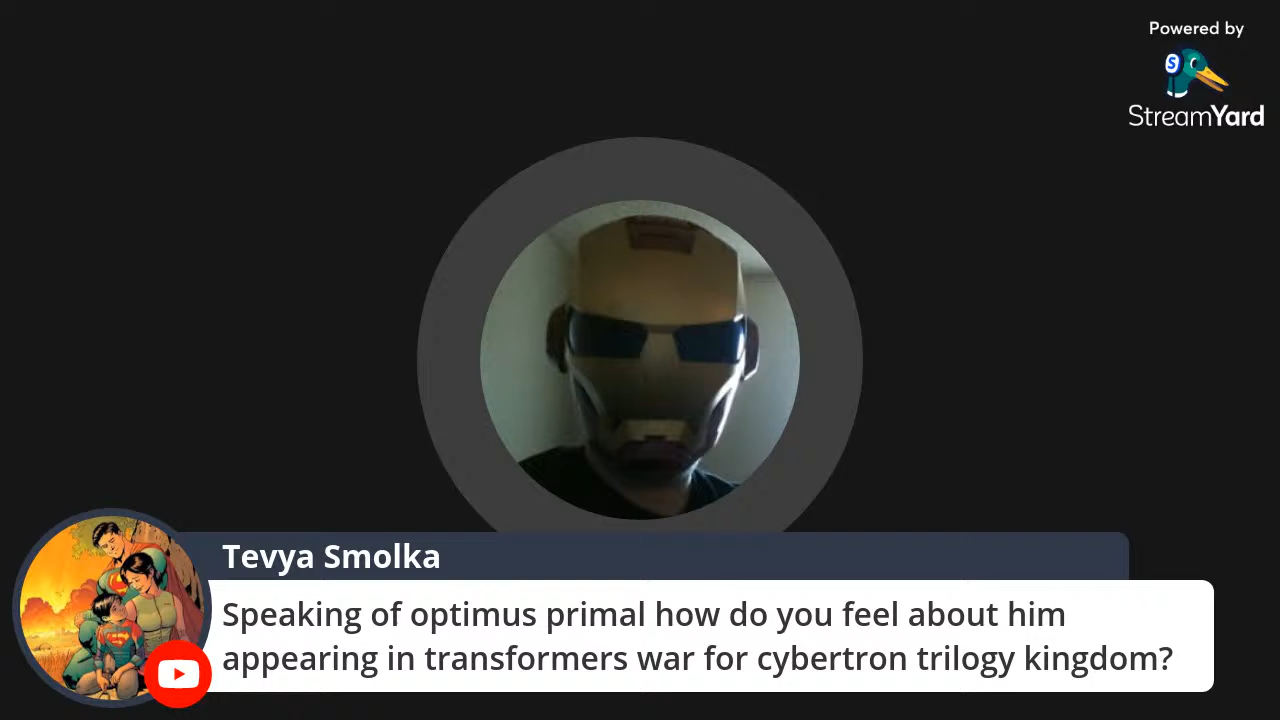 Powered by
StreamYard
Tevya Smolka
Speaking of optimus primal how do you feel about him
appearing in transformers war for cybertron trilogy kingdom?